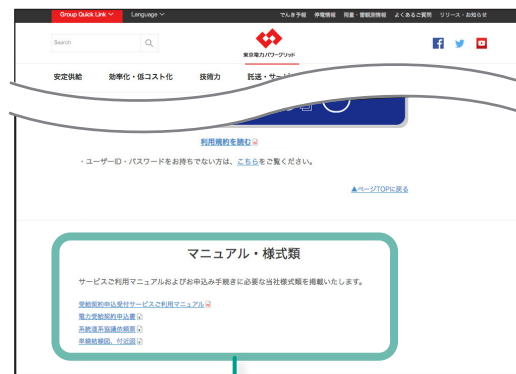 Group Quick Link Language でんき予報 停電情報 雨量・雷観測情報 よくあるご質問 リリース・お知らせ
Search
東京電力パワーグリッド
安定供給 効率化・低コスト化 技術力 託送・サービ
利用規約を読む
・ユーザーID・パスワードをお持ちでない方は、こちらをご覧ください。
▲ページTOPに戻る
マニュアル・様式類
サービスご利用マニュアルおよびお申込み手続きに必要な当社様式類を掲載いたします。
受給契約申込受付サービスご利用マニュアル
電力受給契約申込書
系統連系協議依頼票
単線結線図、付近図